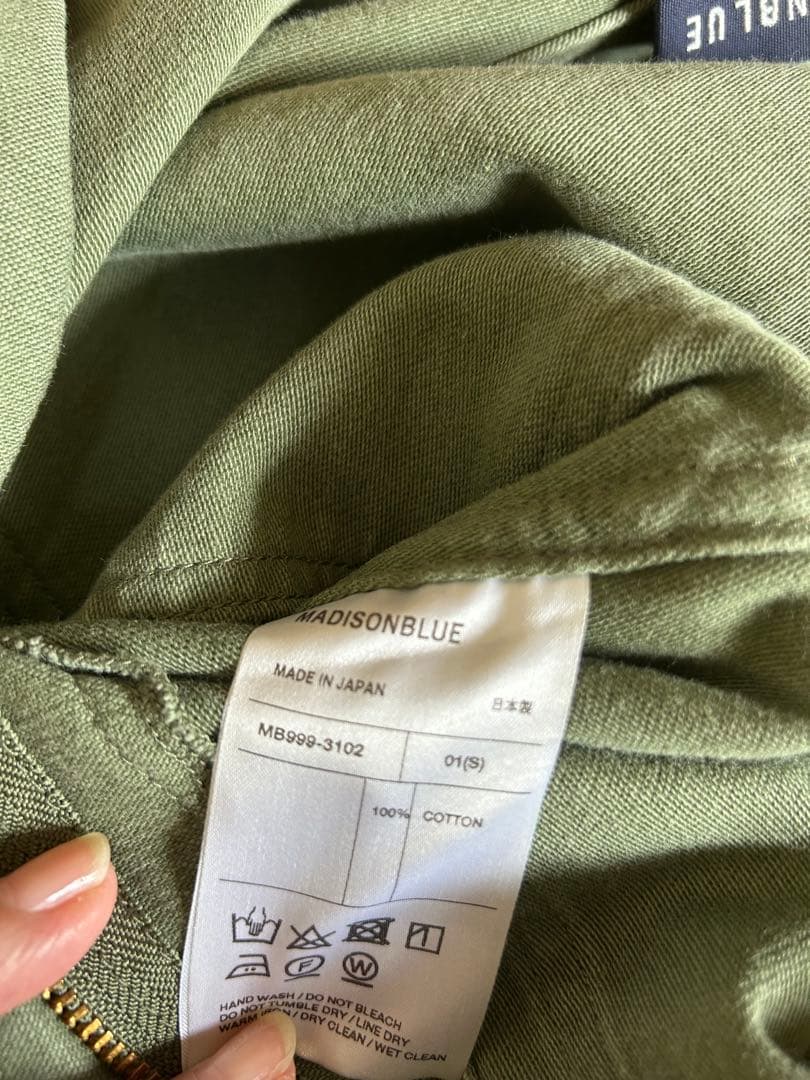 NBLUE
MADISONBLUE
MADE IN JAPAN
日本製
MB999-3102 01(S)
100% COTTON
F W
HAND WASH / DO NOT BLEACH
DO NOT TUMBLE DRY / LINE DRY
WARM IRON / DRY CLEAN / WET CLEAN